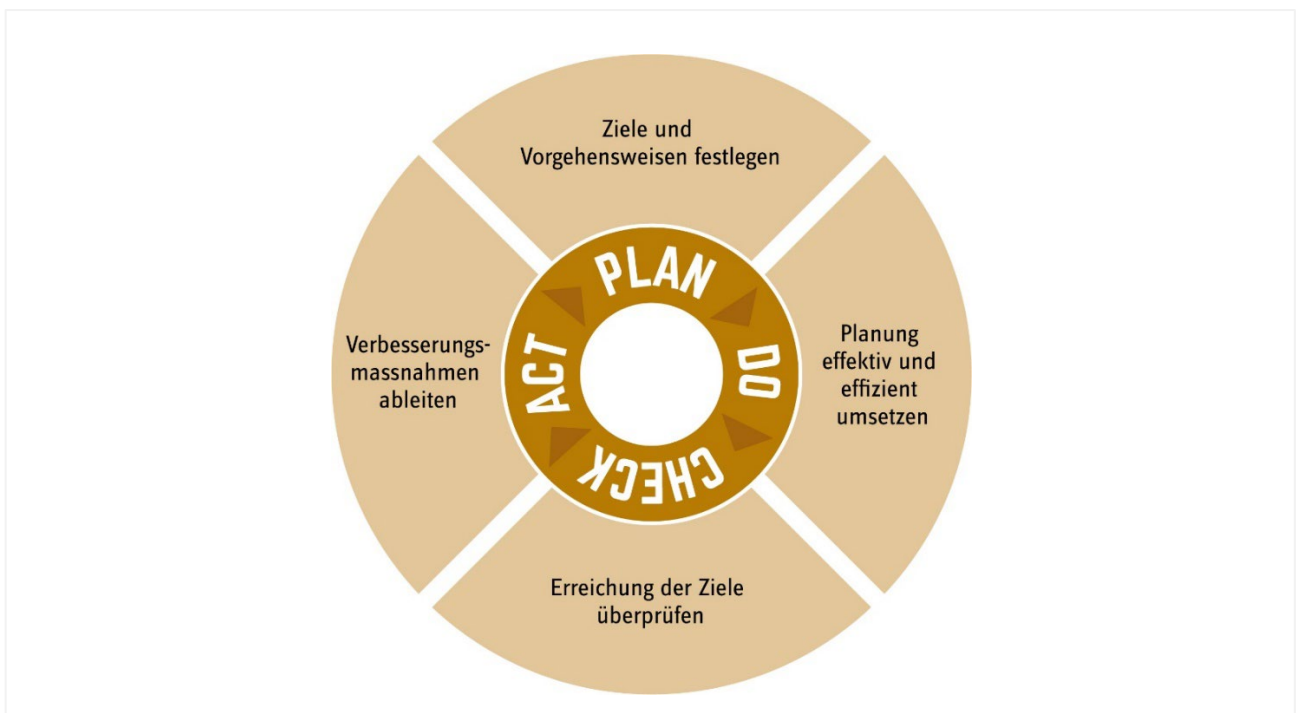 Ziele und
Vorgehensweisen festlegen
PLAN
DO
CHECK
ACT
Planung
effektiv und
effizient
umsetzen
Erreichung der Ziele
überprüfen
Verbesserungs-
massnahmen
ableiten